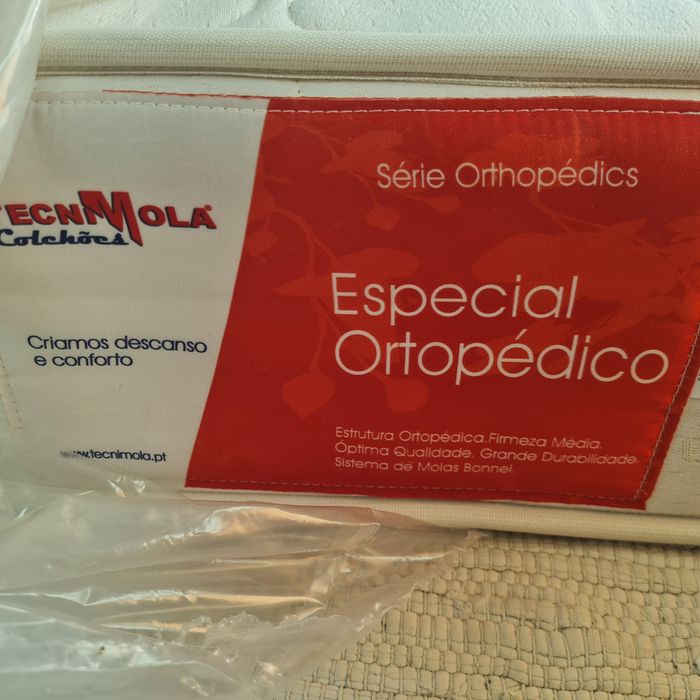 TECNIMOLA®
Colchões
Criamos descanso
e conforto
www.tecnimola.pt
Série Orthopédics
Especial
Ortopédico
Estrutura Ortopédica.Firmeza Média.
Óptima Qualidade. Grande Durabilidade.
Sistema de Molas Bonnel.